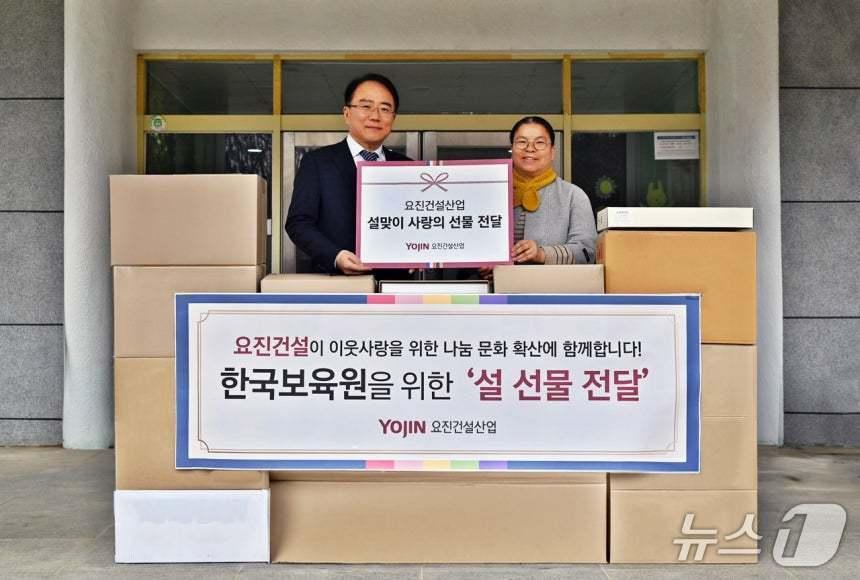 요진건설산업
설맞이 사랑의 선물 전달
YOJIN 요진건설산업
요진건설이 이웃사랑을 위한 나눔 문화 확산에 함께합니다!
한국보육원을 위한 ‘설 선물 전달’
YOJIN 요진건설산업
뉴스1